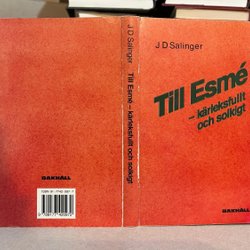 J D Salinger
Till Esmé
– kärleksfullt
och solkigt
J D Salinger
Till Esmé – kärleksfullt och solkigt
BAKHÅLL
BAKHÅLL